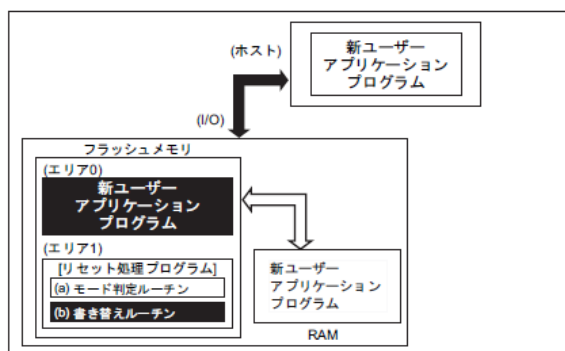 (ホスト)
新ユーザー
アプリケーション
プログラム
(I/O)
フラッシュメモリ
(エリア0)
新ユーザー
アプリケーション
プログラム
(エリア1)
[リセット処理プログラム]
(a) モード判定ルーチン
(b) 書き替えルーチン
新ユーザー
アプリケーション
プログラム
RAM